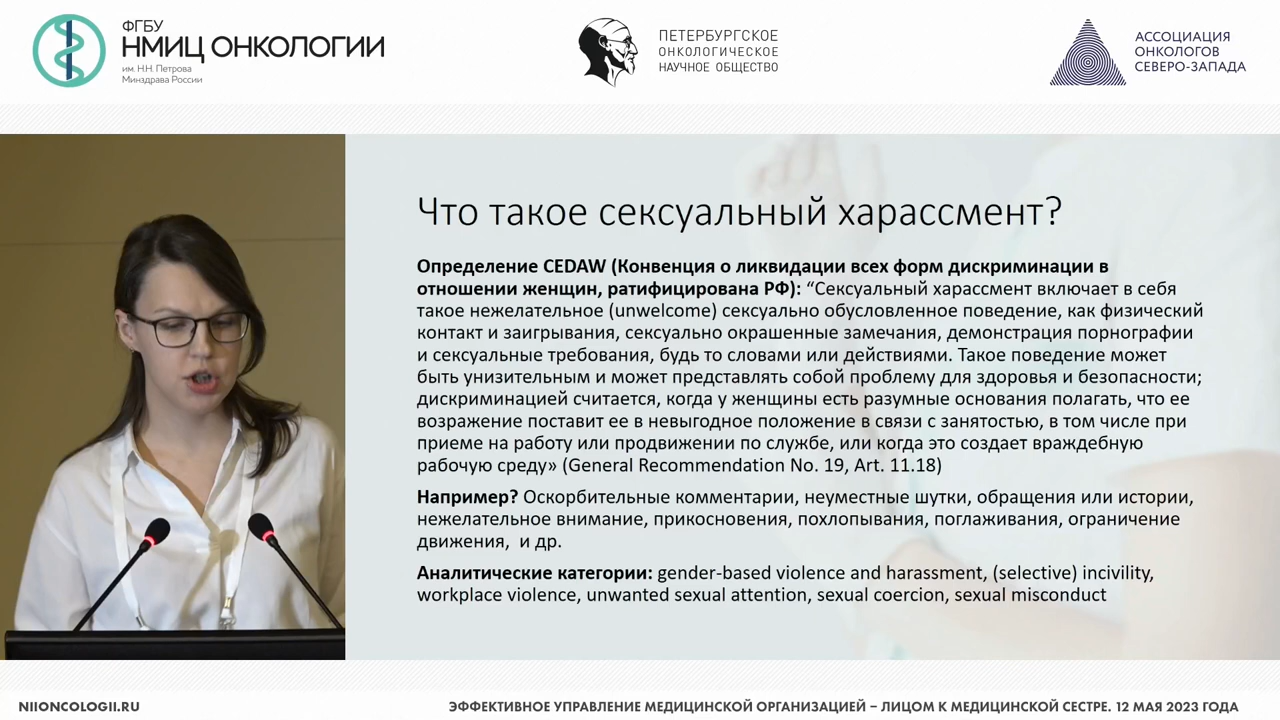 ФГБУ
НМИЦ ОНКОЛОГИИ
им. Н.Н. Петрова
Минздрава России
ПЕТЕРБУРГСКОЕ
ОНКОЛОГИЧЕСКОЕ
НАУЧНОЕ ОБЩЕСТВО
АССОЦИАЦИЯ
ОНКОЛОГОВ
СЕВЕРО-ЗАПАДА
Что такое сексуальный харассмент?
Определение CEDAW (Конвенция о ликвидации всех форм дискриминации в
отношении женщин, ратифицирована РФ): “Сексуальный харассмент включает в себя
такое нежелательное (unwelcome) сексуально обусловленное поведение, как физический
контакт и заигрывания, сексуально окрашенные замечания, демонстрация порнографии
и сексуальные требования, будь то словами или действиями. Такое поведение может
быть унизительным и может представлять собой проблему для здоровья и безопасности;
дискриминацией считается, когда у женщины есть разумные основания полагать, что ее
возражение поставит ее в невыгодное положение в связи с занятостью, в том числе при
приеме на работу или продвижении по службе, или когда это создает враждебную
рабочую среду» (General Recommendation No. 19, Art. 11.18)
Например? Оскорбительные комментарии, неуместные шутки, обращения или истории,
нежелательное внимание, прикосновения, похлопывания, поглаживания, ограничение
движения, и др.
Аналитические категории: gender-based violence and harassment, (selective) incivility,
workplace violence, unwanted sexual attention, sexual coercion, sexual misconduct
NIIONCOLOGII.RU
ЭФФЕКТИВНОЕ УПРАВЛЕНИЕ МЕДИЦИНСКОЙ ОРГАНИЗАЦИЕЙ – ЛИЦОМ К МЕДИЦИНСКОЙ СЕСТРЕ. 12 МАЯ 2023 ГОДА